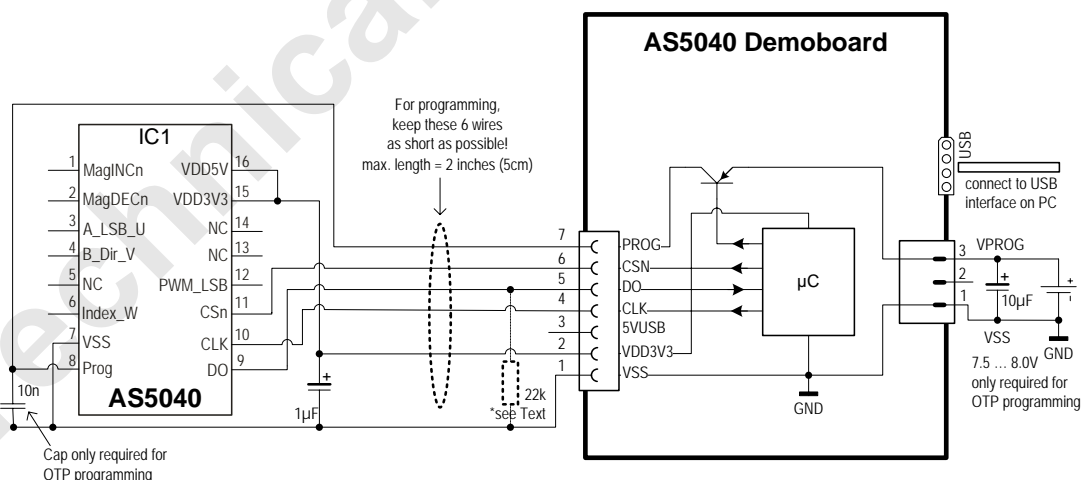 AS5040 Demoboard
For programming,
keep these 6 wires
as short as possible!
max. length = 2 inches (5cm)
IC1
1 MagINCn
2 MagDECn
3 A_LSB_U
4 B_Dir_V
5 NC
6 Index_W
7 VSS
8 Prog
VDD5V 16
VDD3V3 15
NC 14
NC 13
PWM_LSB 12
CSn 11
CLK 10
DO 9
AS5040
10n
Cap only required for
OTP programming
1µF
22k
*see Text
7 PROG
6 CSN
5 DO
4 CLK
3 5VUSB
2 VDD3V3
1 VSS
µC
GND
USB
connect to USB
interface on PC
3 VPROG
2
1
+
10µF
+
-
VSS
GND
7.5 … 8.0V
only required for
OTP programming
+
echnical